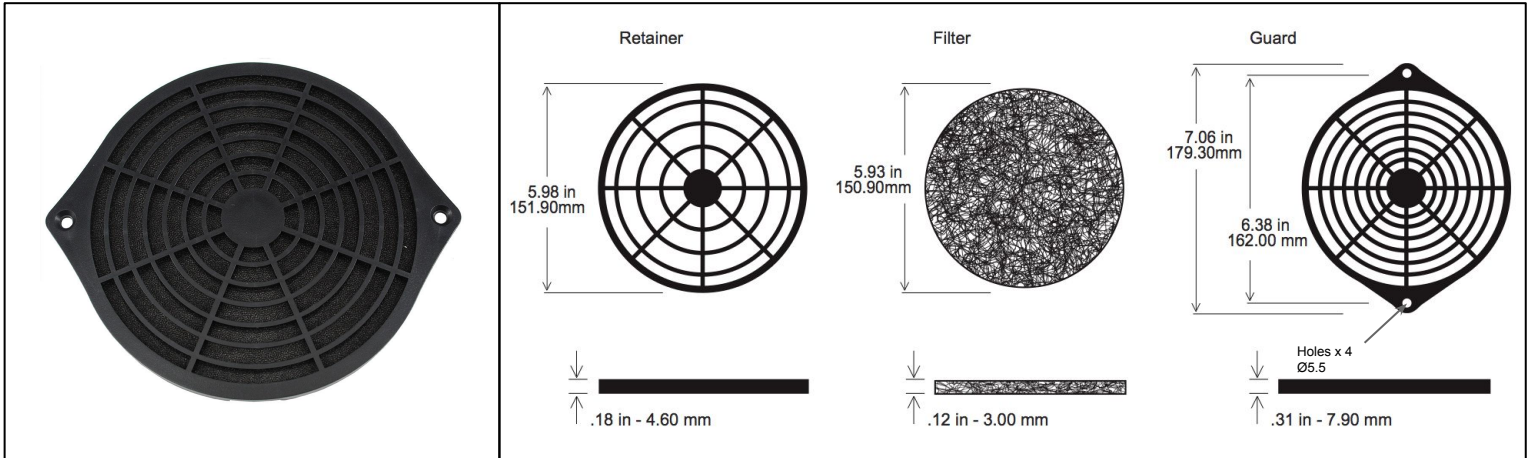 Retainer
Filter
Guard
5.98 in
151.90mm
5.93 in
150.90mm
7.06 in
179.30mm
6.38 in
162.00 mm
Holes x 4
Ø5.5
.18 in - 4.60 mm
.12 in - 3.00 mm
.31 in - 7.90 mm